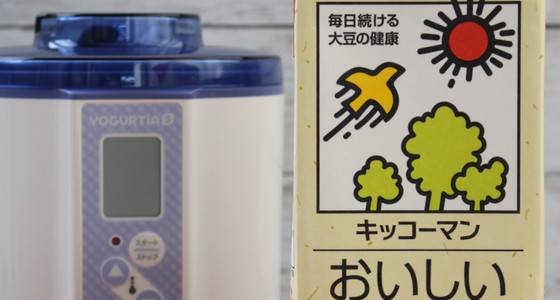 YOGURTiA S
スタート
ストップ
毎日続ける
大豆の健康
キッコーマン
おいしい